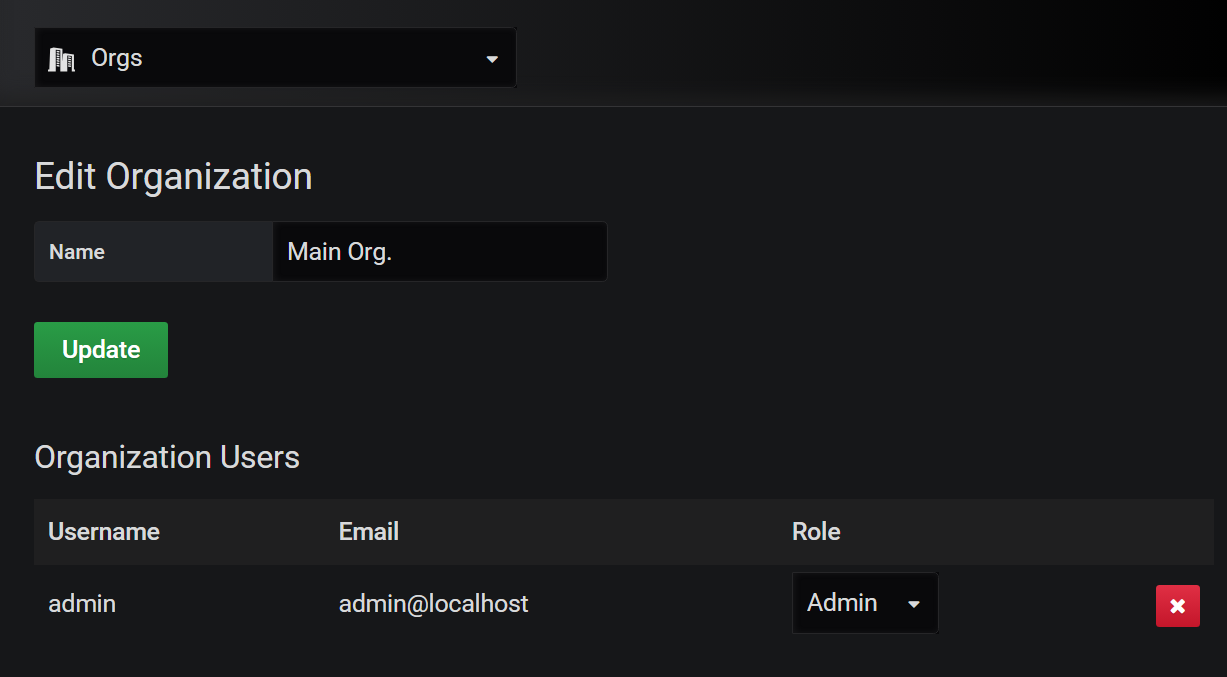 Orgs
Edit Organization
Name Main Org.
Update
Organization Users
Username Email Role
admin admin@localhost Admin